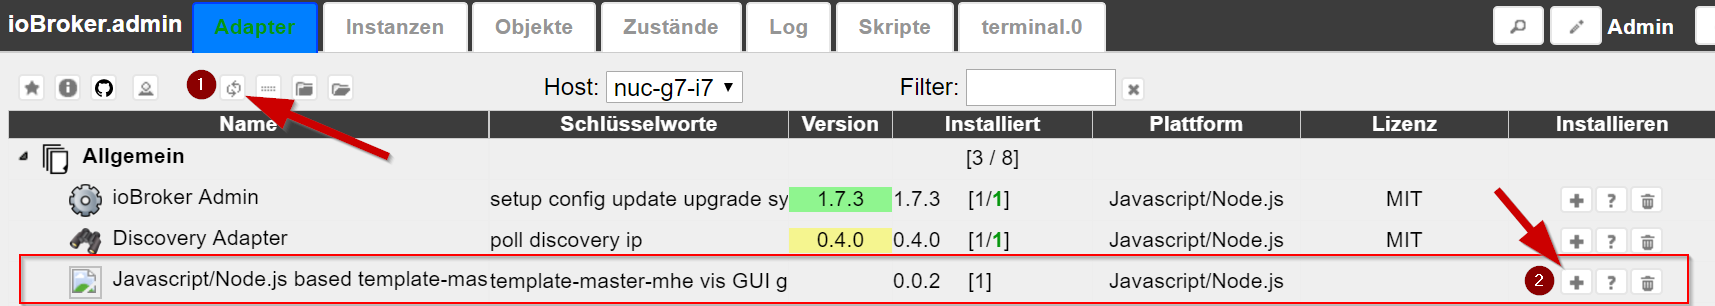 ioBroker.admin Adapter Instanzen Objekte Zustände Log Skripte terminal.0 Admin
1 Host: nuc-g7-i7 Filter:
Name Schlüsselworte Version Installiert Plattform Lizenz Installieren
Allgemein [3 / 8]
ioBroker Admin setup config update upgrade sy 1.7.3 1.7.3 [1/1] Javascript/Node.js MIT + ?
Discovery Adapter poll discovery ip 0.4.0 0.4.0 [1/1] Javascript/Node.js MIT + ?
Javascript/Node.js based template-mas template-master-mhe vis GUI g 0.0.2 [1] Javascript/Node.js 2 + ?